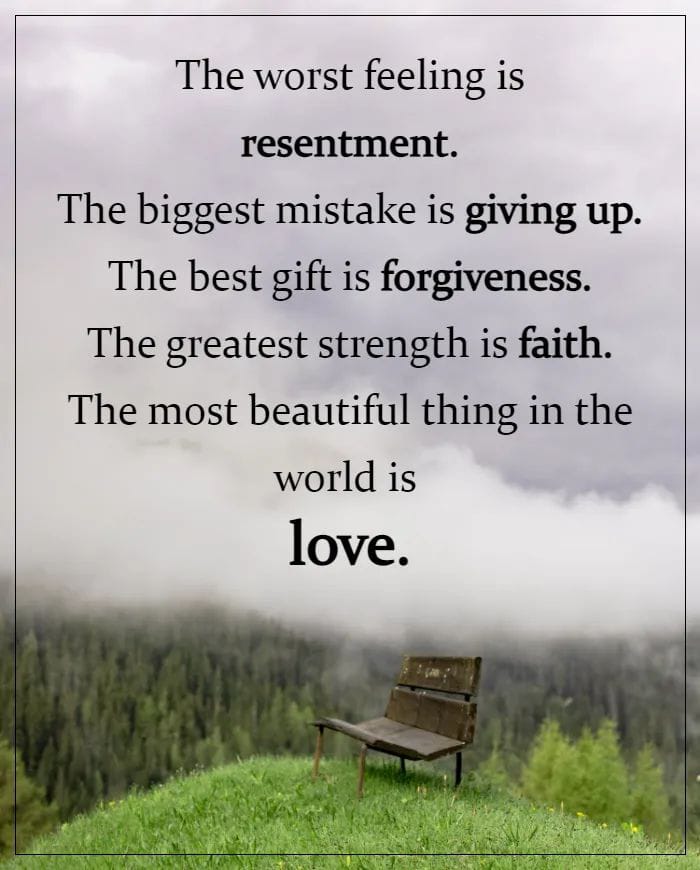 The worst feeling is
resentment.
The biggest mistake is giving up.
The best gift is forgiveness.
The greatest strength is faith.
The most beautiful thing in the
world is
love.